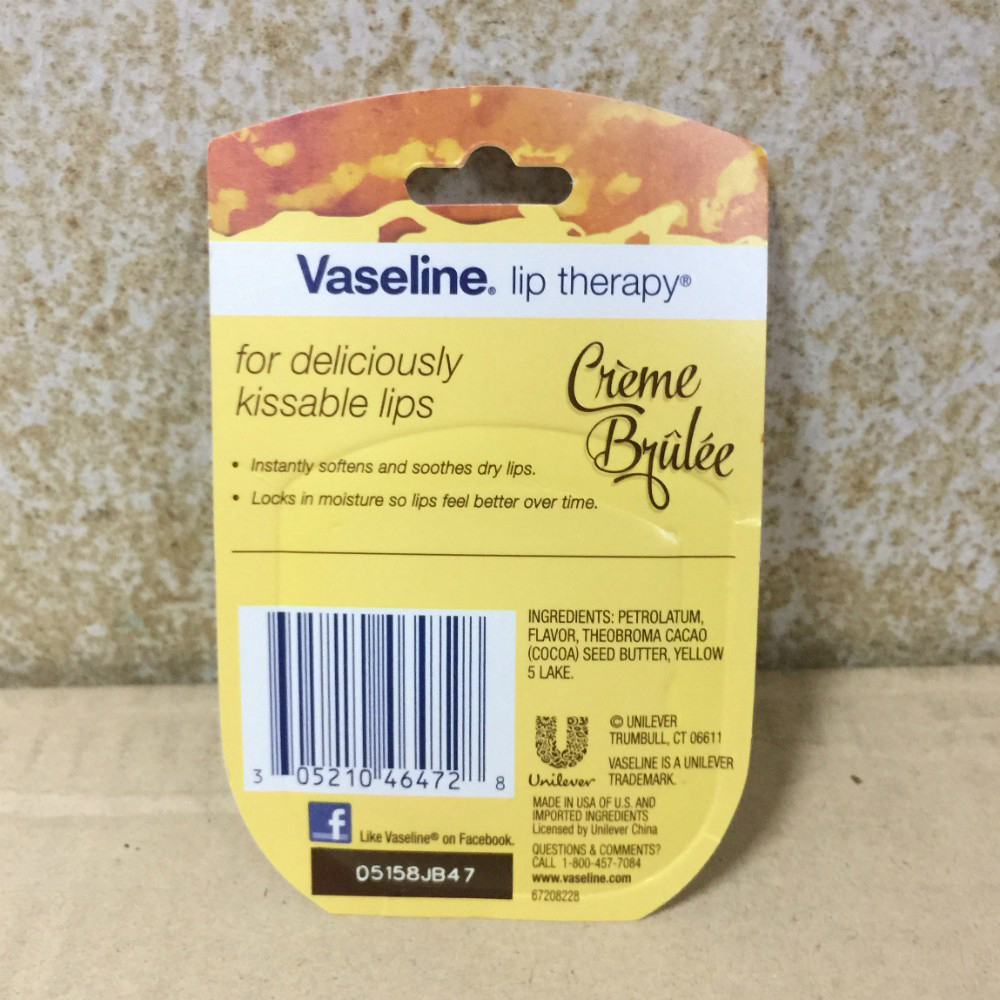 Vaseline® lip therapy®
for deliciously
kissable lips
Crème
Brûlée
• Instantly softens and soothes dry lips.
• Locks in moisture so lips feel better over time.
INGREDIENTS: PETROLATUM,
FLAVOR, THEOBROMA CACAO
(COCOA) SEED BUTTER, YELLOW
5 LAKE.
3 05210 46472 8
Unilever
© UNILEVER
TRUMBULL, CT 06611
VASELINE IS A UNILEVER
TRADEMARK.
MADE IN USA OF U.S. AND
IMPORTED INGREDIENTS
Licensed by Unilever China
QUESTIONS & COMMENTS?
CALL 1-800-457-7084
www.vaseline.com
67208228
f
Like Vaseline® on Facebook.
05158JB47